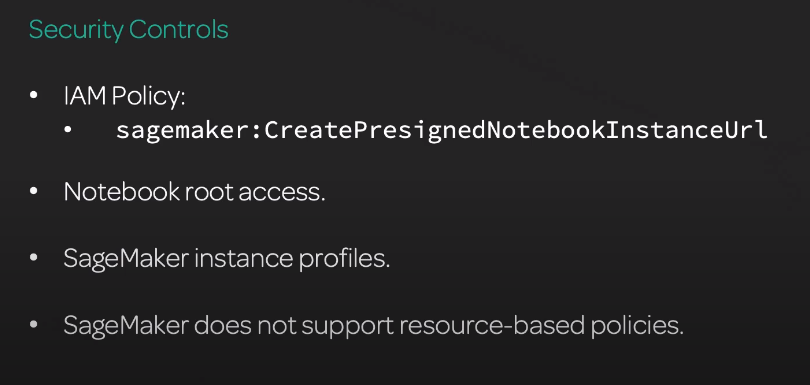 Security Controls
• IAM Policy:
• sagemaker:CreatePresignedNotebookInstanceUrl
• Notebook root access.
• SageMaker instance profiles.
• SageMaker does not support resource-based policies.